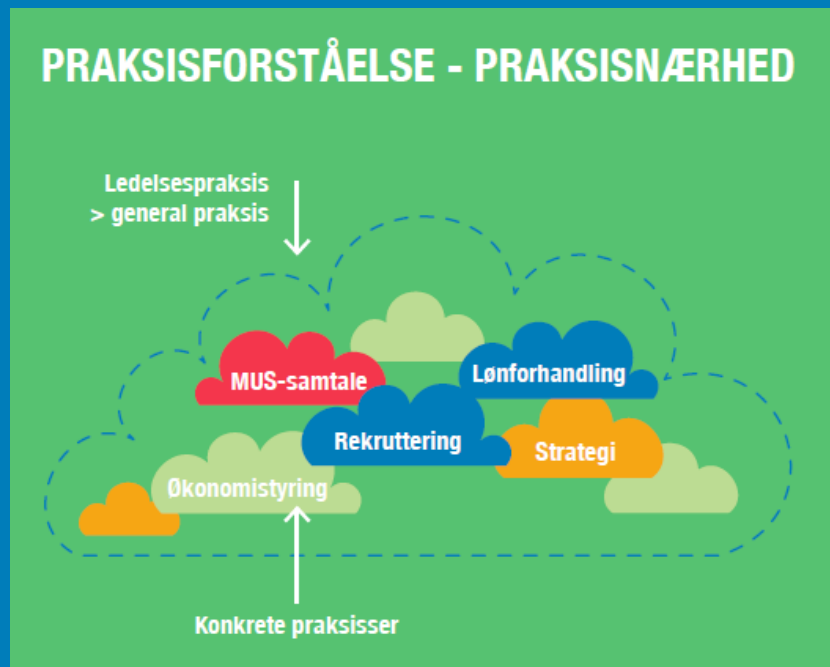 PRAKSISFORSTÅELSE - PRAKSISNÆRHED
Ledelsespraksis
> general praksis
MUS-samtale
Lønforhandling
Rekruttering
Strategi
Økonomistyring
Konkrete praksisser